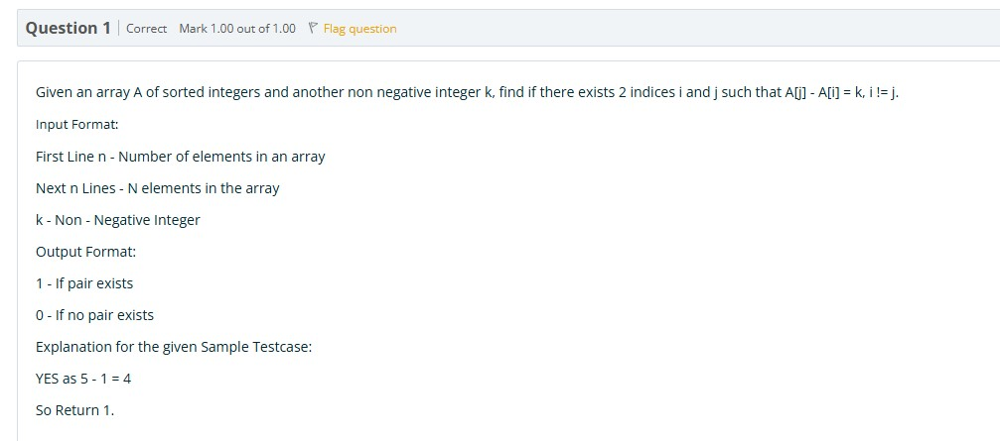 Question 1 Correct Mark 1.00 out of 1.00 Flag question
Given an array A of sorted integers and another non negative integer k, find if there exists 2 indices i and j such that A[j] - A[i] = k, i != j.
Input Format:
First Line n - Number of elements in an array
Next n Lines - N elements in the array
k - Non - Negative Integer
Output Format:
1 - If pair exists
0 - If no pair exists
Explanation for the given Sample Testcase:
YES as 5 - 1 = 4
So Return 1.